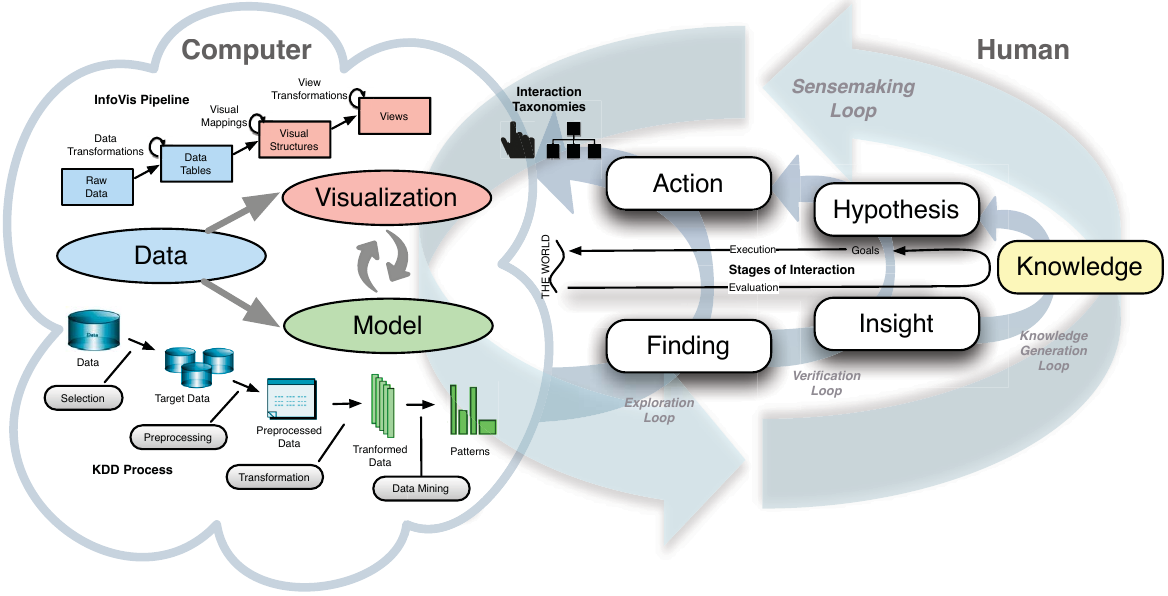 Computer
Human
InfoVis Pipeline
Data
Transformations
Raw
Data
Data
Tables
Visual
Mappings
Visual
Structures
View
Transformations
Views
Interaction
Taxonomies
Sensemaking
Loop
Visualization
Data
Model
Action
Hypothesis
Knowledge
THE WORLD
Execution
Goals
Stages of Interaction
Evaluation
Finding
Insight
Exploration
Loop
Verification
Loop
Knowledge
Generation
Loop
Data
Data
Selection
Target Data
Preprocessing
Preprocessed
Data
Transformation
Tranformed
Data
Data Mining
Patterns
KDD Process